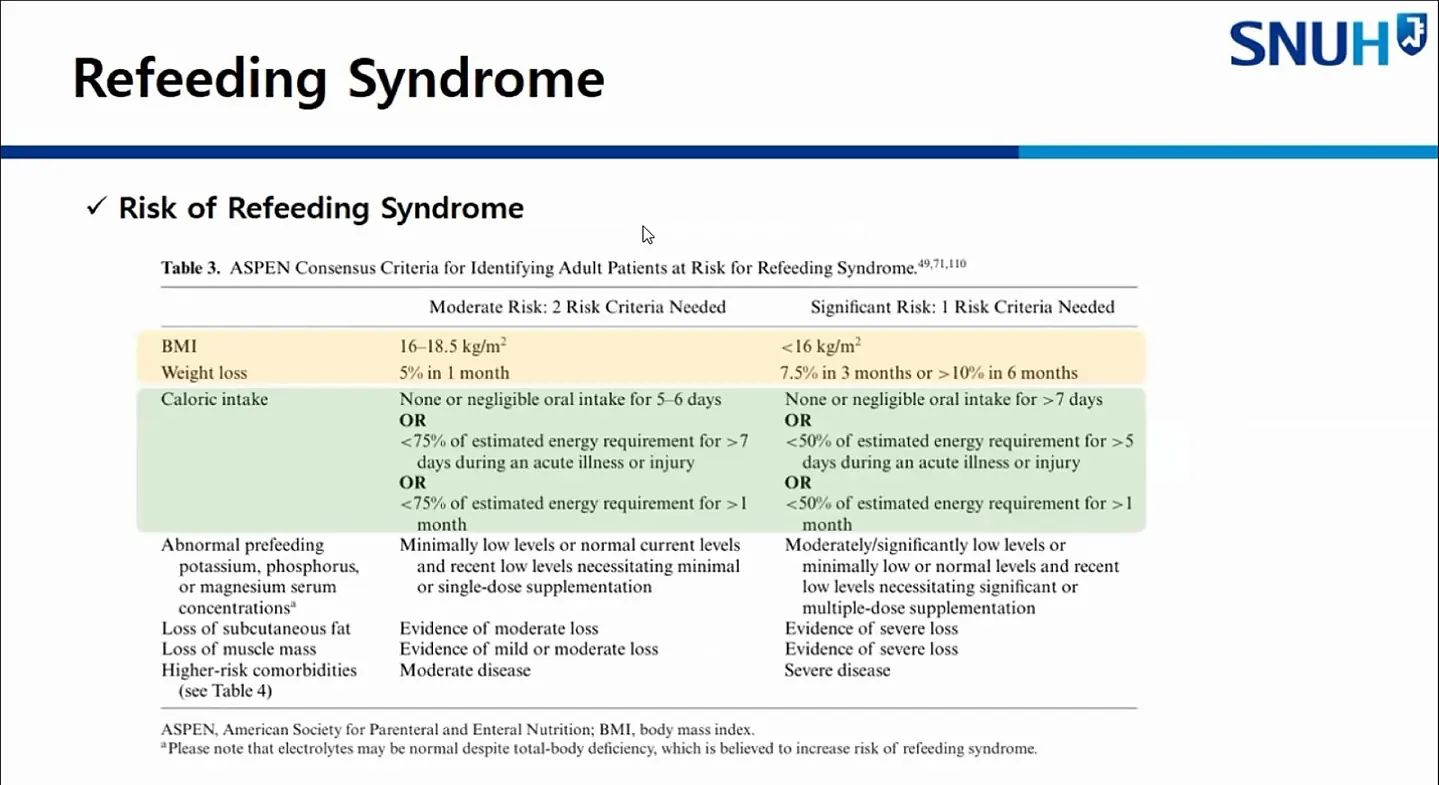 SNUH
Refeeding Syndrome
✓ Risk of Refeeding Syndrome
Table 3. ASPEN Consensus Criteria for Identifying Adult Patients at Risk for Refeeding Syndrome.49,71,110
Moderate Risk: 2 Risk Criteria Needed Significant Risk: 1 Risk Criteria Needed
BMI 16–18.5 kg/m² <16 kg/m²
Weight loss 5% in 1 month 7.5% in 3 months or >10% in 6 months
Caloric intake None or negligible oral intake for 5–6 days None or negligible oral intake for >7 days
OR OR
<75% of estimated energy requirement for >7 <50% of estimated energy requirement for >5
days during an acute illness or injury days during an acute illness or injury
OR OR
<75% of estimated energy requirement for >1 <50% of estimated energy requirement for >1
month month
Abnormal prefeeding Minimally low levels or normal current levels Moderately/significantly low levels or
potassium, phosphorus, and recent low levels necessitating minimal minimally low or normal levels and recent
or magnesium serum or single-dose supplementation low levels necessitating significant or
concentrationsª multiple-dose supplementation
Loss of subcutaneous fat Evidence of moderate loss Evidence of severe loss
Loss of muscle mass Evidence of mild or moderate loss Evidence of severe loss
Higher-risk comorbidities Moderate disease Severe disease
(see Table 4)
ASPEN, American Society for Parenteral and Enteral Nutrition; BMI, body mass index.
ªPlease note that electrolytes may be normal despite total-body deficiency, which is believed to increase risk of refeeding syndrome.